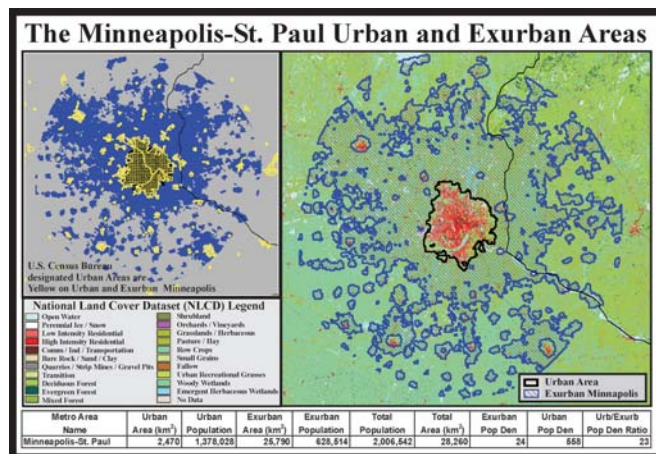 The Minneapolis-St. Paul Urban and Exurban Areas
U.S. Census Bureau
designated Urban Areas are
Yellow on Urban and Exurban Minneapolis
National Land Cover Dataset (NLCD) Legend
Open Water
Perennial Ice / Snow
Low Intensity Residential
High Intensity Residential
Comm / Ind / Transportation
Bare Rock / Sand / Clay
Quarries / Strip Mines / Gravel Pits
Transition
Deciduous Forest
Evergreen Forest
Mixed Forest
Shrubland
Orchards / Vineyards
Grasslands / Herbaceous
Pasture / Hay
Row Crops
Small Grains
Fallow
Urban Recreational Grasses
Woody Wetlands
Emergent Herbaceous Wetlands
No Data
Urban Area
Exurban Minnapolis
Metro Area Urban Urban Exurban Exurban Total Total Exurban Urban Urb/Exurb
Name Area (km²) Population Area (km²) Population Population Area (km²) Pop Den Pop Den Pop Den Ratio
Minneapolis-St. Paul 2,470 1,378,028 25,790 628,514 2,006,542 28,260 24 558 23